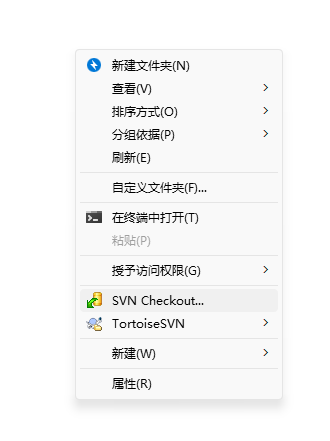 新建文件夹(N)
查看(V)
排序方式(O)
分组依据(P)
刷新(E)
自定义文件夹(F)...
在终端中打开(T)
粘贴(P)
授予访问权限(G)
SVN Checkout...
TortoiseSVN
新建(W)
属性(R)